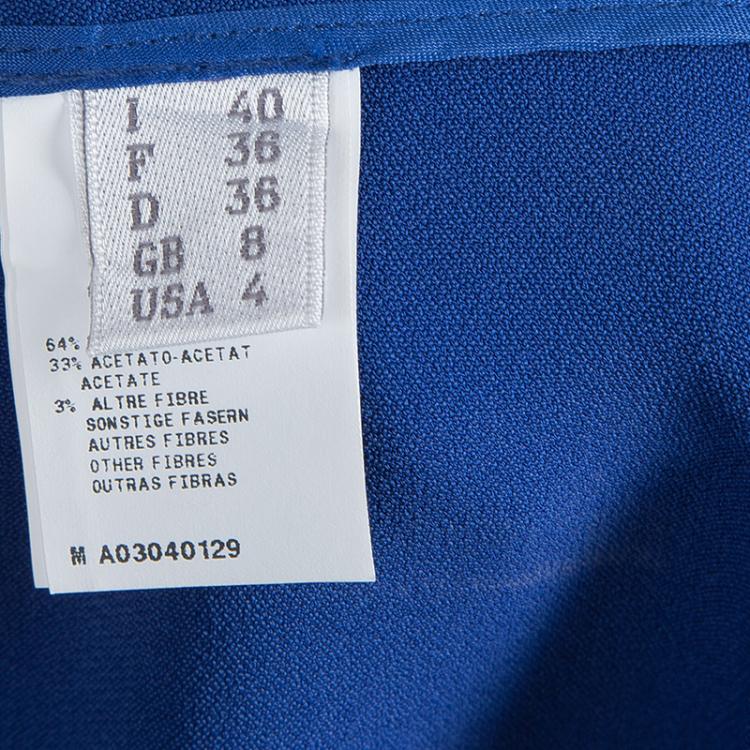 I 40
F 36
D 36
GB 8
USA 4
64%
33% ACETATO-ACETAT
ACETATE
3% ALTRE FIBRE
SONSTIGE FASERN
AUTRES FIBRES
OTHER FIBRES
OUTRAS FIBRAS
M A03040129